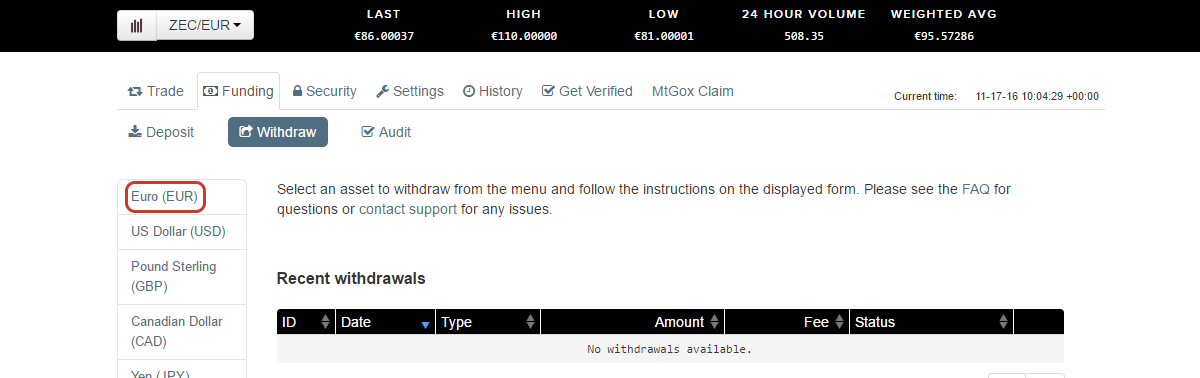 LAST HIGH LOW 24 HOUR VOLUME WEIGHTED AVG
ZEC/EUR
€86.00037 €110.00000 €81.00001 508.35 €95.57286
Trade Funding Security Settings History Get Verified MtGox Claim
Current time: 11-17-16 10:04:29 +00:00
Deposit Withdraw Audit
Euro (EUR)
US Dollar (USD)
Pound Sterling
(GBP)
Canadian Dollar
(CAD)
Yen (JPY)
Select an asset to withdraw from the menu and follow the instructions on the displayed form. Please see the FAQ for
questions or contact support for any issues.
Recent withdrawals
ID Date Type Amount Fee Status
No withdrawals available.